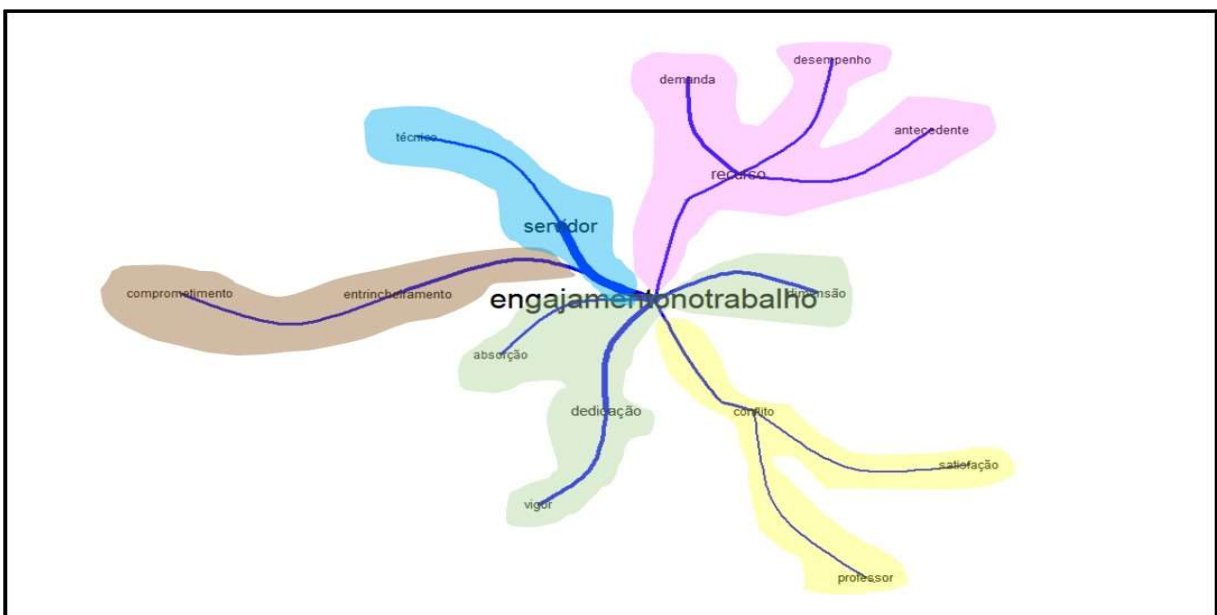 desempenho
demanda
antecedente
técnico
recurso
servidor
comprometimento
entrincheiramento
engajamentonotrabalho
dimensão
absorção
dedicação
conflito
satisfação
vigor
professor